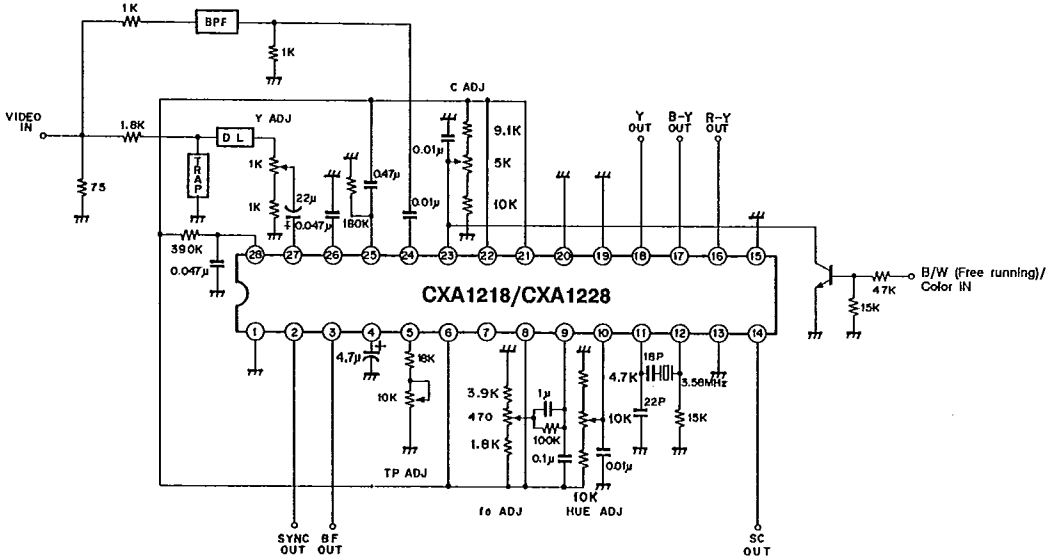 1K
BPF
1K
C ADJ
VIDEO
IN
1.8K
Y ADJ
DL
TRAP
75
1K
1K
22μ
+
0.047μ
180K
0.47μ
0.01μ
0.01μ
9.1K
5K
10K
Y
OUT
B-Y
OUT
R-Y
OUT
390K
0.047μ
28
27
26
25
24
23
22
21
20
19
18
17
16
15
CXA1218/CXA1228
B/W (Free running)/
Color IN
47K
15K
1
2
3
4
5
6
7
8
9
10
11
12
13
14
4.7μ
+
18K
10K
TP ADJ
3.9K
470
1.8K
1μ
100K
0.1μ
fo ADJ
4.7K
10K
10K
HUE ADJ
0.01μ
18P
3.58MHz
22P
15K
SYNC
OUT
BF
OUT
SC
OUT